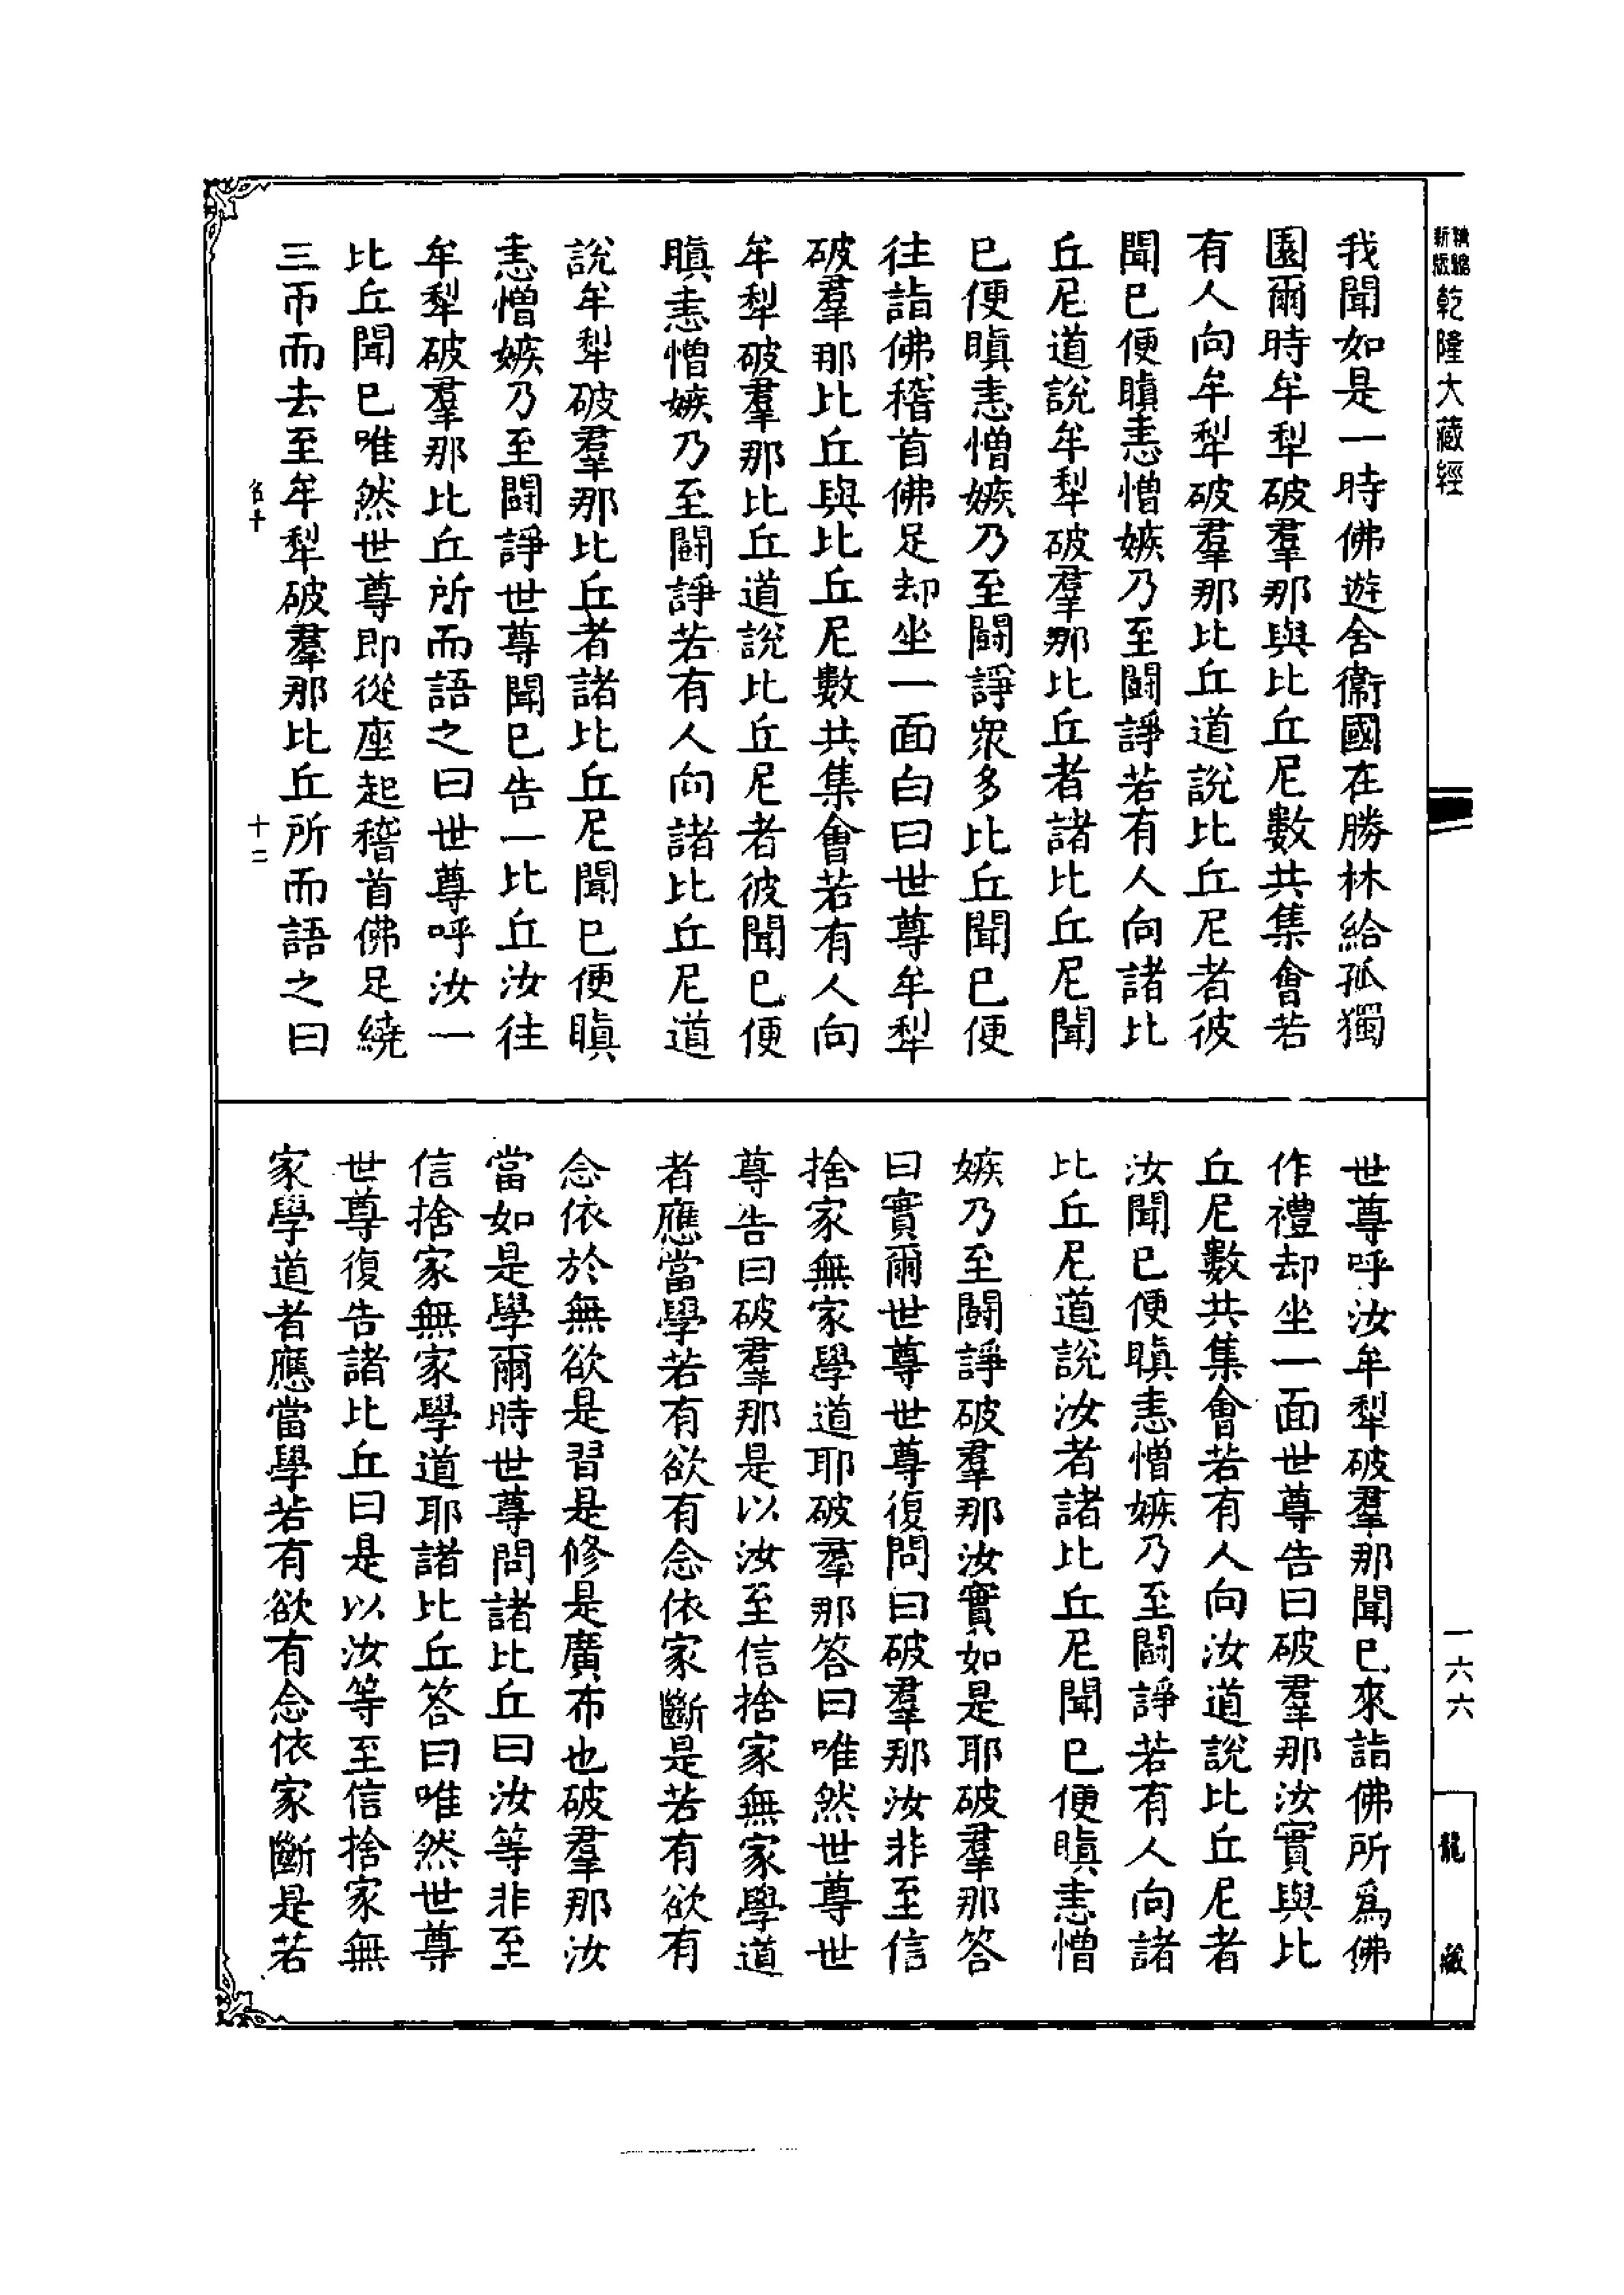 精縮新版
乾隆大藏經
我聞如是一時佛遊舍衞國在勝林給孤獨
園爾時牟犁破羣那與比丘尼數共集會若
有人向牟犁破羣那比丘道說比丘尼者彼
聞已便瞋恚憎嫉乃至鬪諍若有人向諸比
丘尼道說牟犁破羣那比丘者諸比丘尼聞
已便瞋恚憎嫉乃至鬪諍衆多比丘聞已便
往詣佛稽首佛足却坐一面白曰世尊牟犁
破羣那比丘與比丘尼數共集會若有人向
牟犁破羣那比丘道說比丘尼者彼聞已便
瞋恚憎嫉乃至鬪諍若有人向諸比丘尼道
說牟犁破羣那比丘者諸比丘尼聞已便瞋
恚憎嫉乃至鬪諍世尊聞已告一比丘汝往
牟犁破羣那比丘所而語之曰世尊呼汝一
比丘聞已唯然世尊即從座起稽首佛足繞
三帀而去至牟犁破羣那比丘所而語之曰
名十
十二
世尊呼汝牟犁破羣那聞已來詣佛所爲佛
作禮却坐一面世尊告曰破羣那汝實與比
丘尼數共集會若有人向汝道說比丘尼者
汝聞已便瞋恚憎嫉乃至鬪諍若有人向諸
比丘尼道說汝者諸比丘尼聞已便瞋恚憎
嫉乃至鬪諍破羣那汝實如是耶破羣那答
曰實爾世尊世尊復問曰破羣那汝非至信
捨家無家學道耶破羣那答曰唯然世尊世
尊告曰破羣那是以汝至信捨家無家學道
者應當學若有欲有念依家斷是若有欲有
念依於無欲是習是修是廣布也破羣那汝
當如是學爾時世尊問諸比丘曰汝等非至
信捨家無家學道耶諸比丘答曰唯然世尊
世尊復告諸比丘曰是以汝等至信捨家無
家學道者應當學若有欲有念依家斷是若
一六六
龍藏